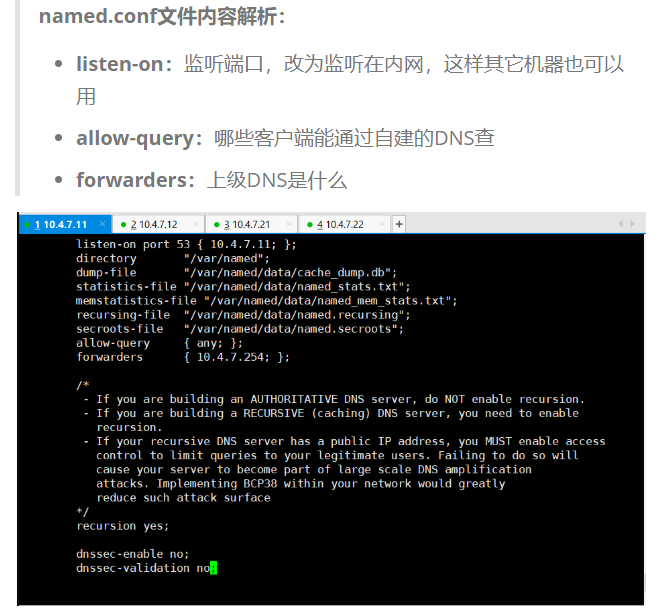 named.conf文件内容解析：
listen-on：监听端口，改为监听在内网，这样其它机器也可以
用
allow-query：哪些客户端能通过自建的DNS查
forwarders：上级DNS是什么
1 10.4.7.11 × 2 10.4.7.12 × 3 10.4.7.21 × 4 10.4.7.22 × +
listen-on port 53 { 10.4.7.11; };
directory "/var/named";
dump-file "/var/named/data/cache_dump.db";
statistics-file "/var/named/data/named_stats.txt";
memstatistics-file "/var/named/data/named_mem_stats.txt";
recursing-file "/var/named/data/named.recursing";
secroots-file "/var/named/data/named.secroots";
allow-query { any; };
forwarders { 10.4.7.254; };
/*
- If you are building an AUTHORITATIVE DNS server, do NOT enable recursion.
- If you are building a RECURSIVE (caching) DNS server, you need to enable
recursion.
- If your recursive DNS server has a public IP address, you MUST enable access
control to limit queries to your legitimate users. Failing to do so will
cause your server to become part of large scale DNS amplification
attacks. Implementing BCP38 within your network would greatly
reduce such attack surface
*/
recursion yes;
dnssec-enable no;
dnssec-validation no;